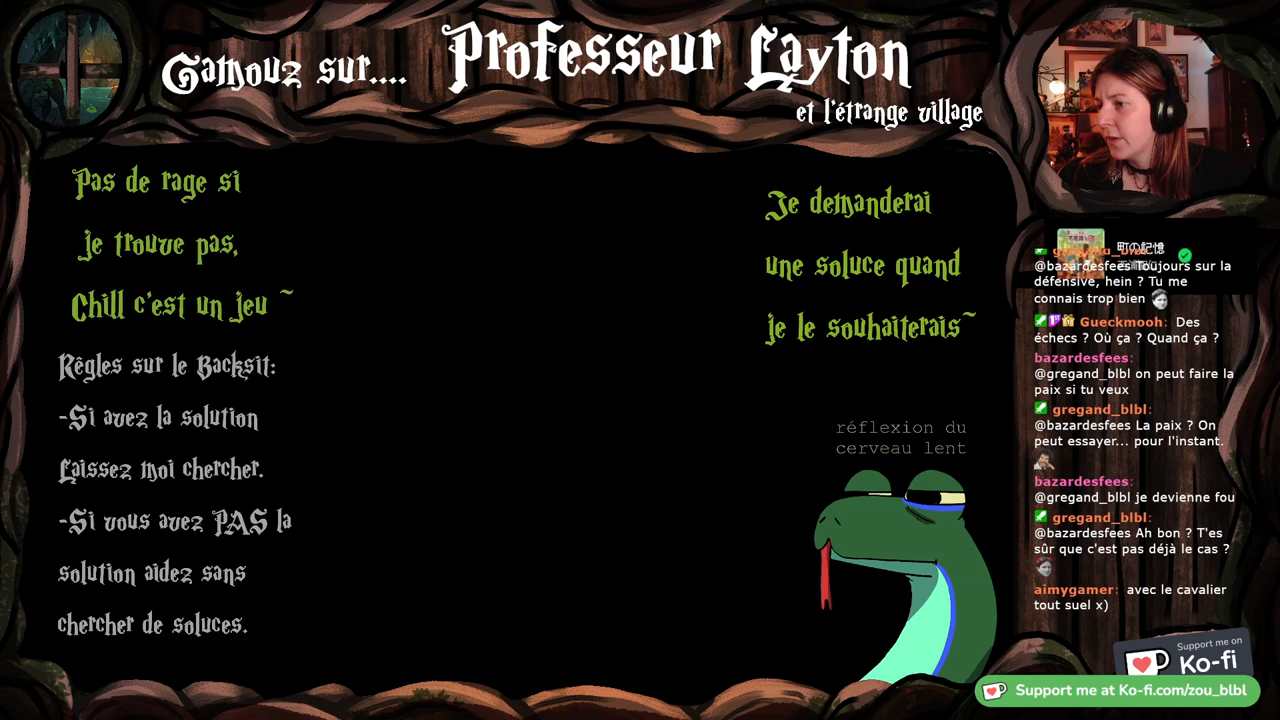 Gamouz sur....
Professeur Layton
et l'étrange village
Pas de rage si
je trouve pas,
Chill c'est un jeu ~
Règles sur le Backsit:
-Si avez la solution
Laissez moi chercher.
-Si vous avez PAS la
solution aidez sans
chercher de soluces.
Je demanderai
une soluce quand
je le souhaiterais~
réflexion du
cerveau lent
町の記憶
gregand_blbl:
@bazardesfees Toujours sur la
défensive, hein ? Tu me
connais trop bien
Gueckmooh: Des
échecs ? Où ça ? Quand ça ?
bazardesfees:
@gregand_blbl on peut faire la
paix si tu veux
gregand_blbl:
@bazardesfees La paix ? On
peut essayer... pour l'instant.
bazardesfees:
@gregand_blbl je devienne fou
gregand_blbl:
@bazardesfees Ah bon ? T'es
sûr que c'est pas déjà le cas ?
aimygamer: avec le cavalier
tout suel x)
Support me on
Ko-fi
Support me at Ko-fi.com/zou_blbl